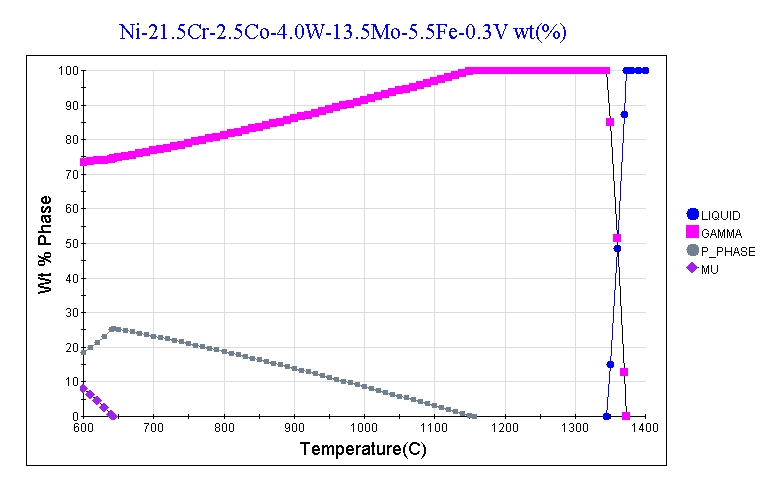 Ni-21.5Cr-2.5Co-4.0W-13.5Mo-5.5Fe-0.3V wt(%)
100
90
80
70
60
50
40
30
20
10
0
Wt % Phase
600 700 800 900 1000 1100 1200 1300 1400
Temperature(C)
LIQUID
GAMMA
P_PHASE
MU